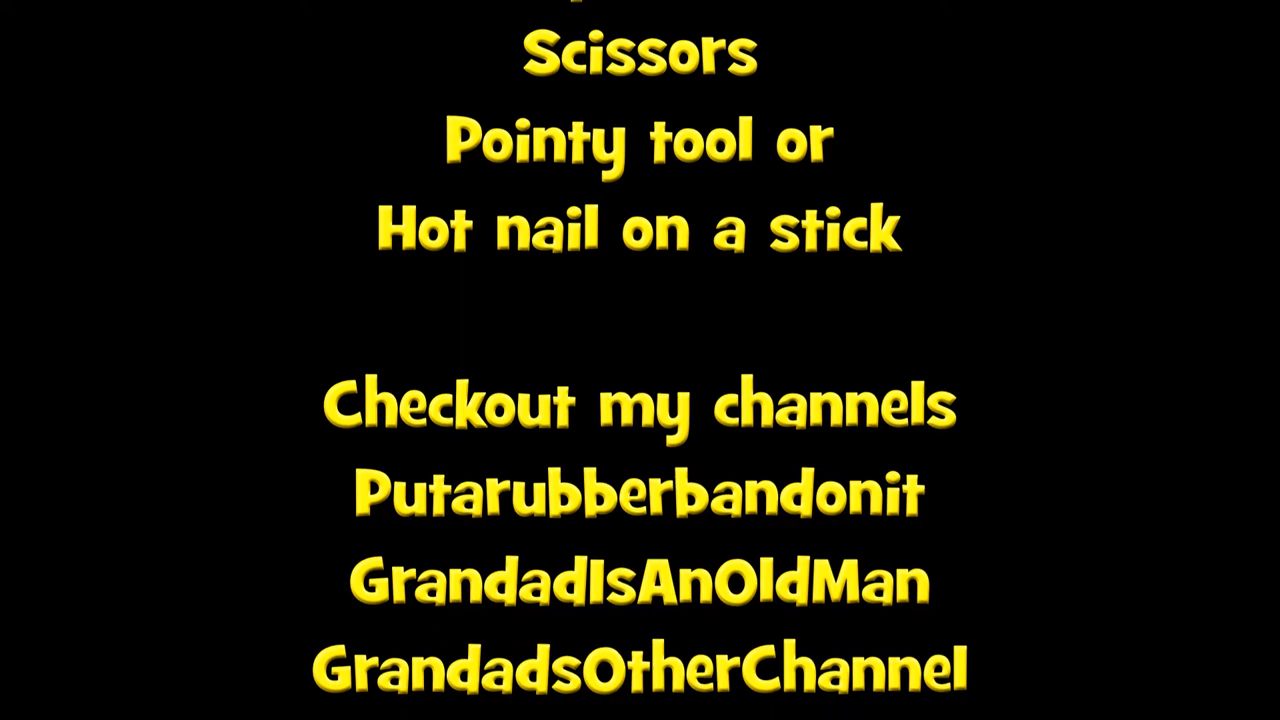 Scissors
Pointy tool or
Hot nail on a stick
Checkout my channels
Putarubberbandonit
GrandadIsAnOldMan
GrandadsOtherChannel